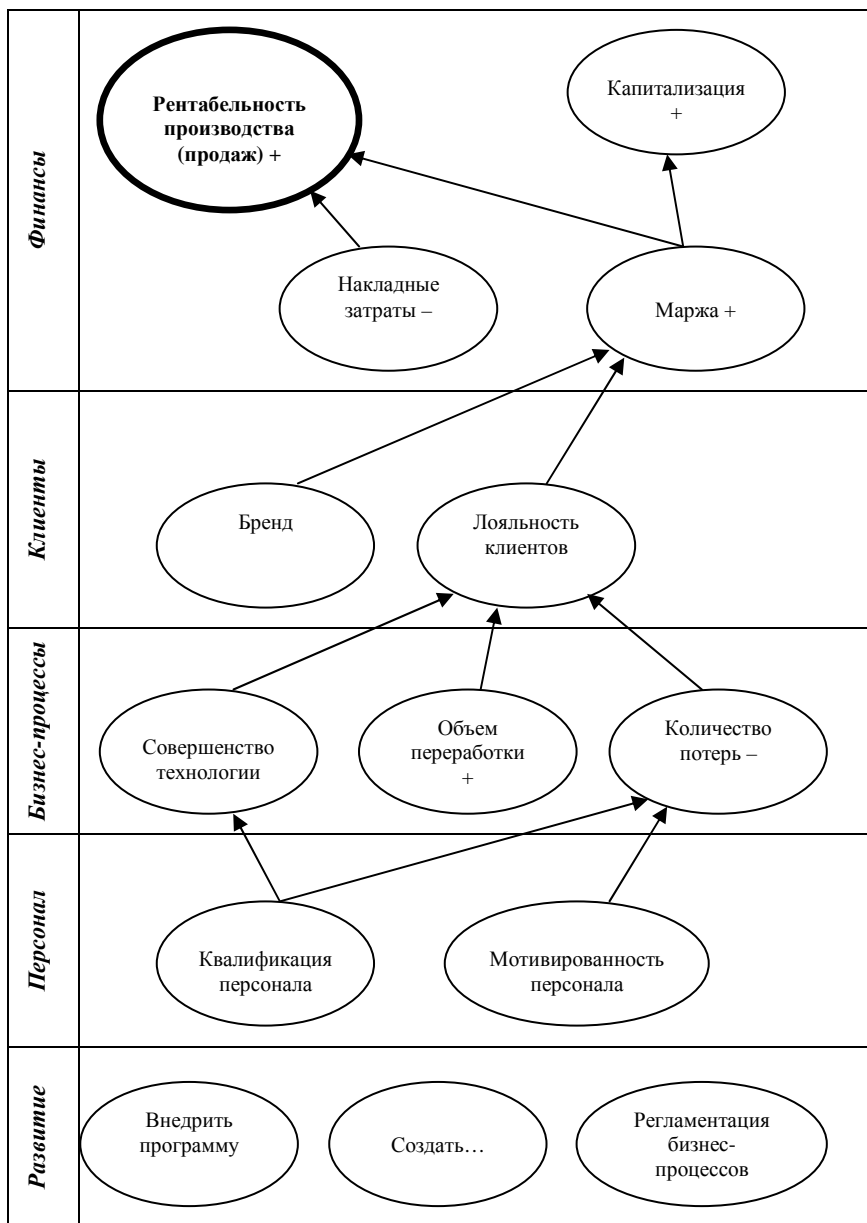 Финансы
Рентабельность
производства
(продаж) +
Капитализация
+
Накладные
затраты –
Маржа +
Клиенты
Бренд
Лояльность
клиентов
Бизнес-процессы
Совершенство
технологии
Объем
переработки
+
Количество
потерь –
Персонал
Квалификация
персонала
Мотивированность
персонала
Развитие
Внедрить
программу
Создать…
Регламентация
бизнес-
процессов